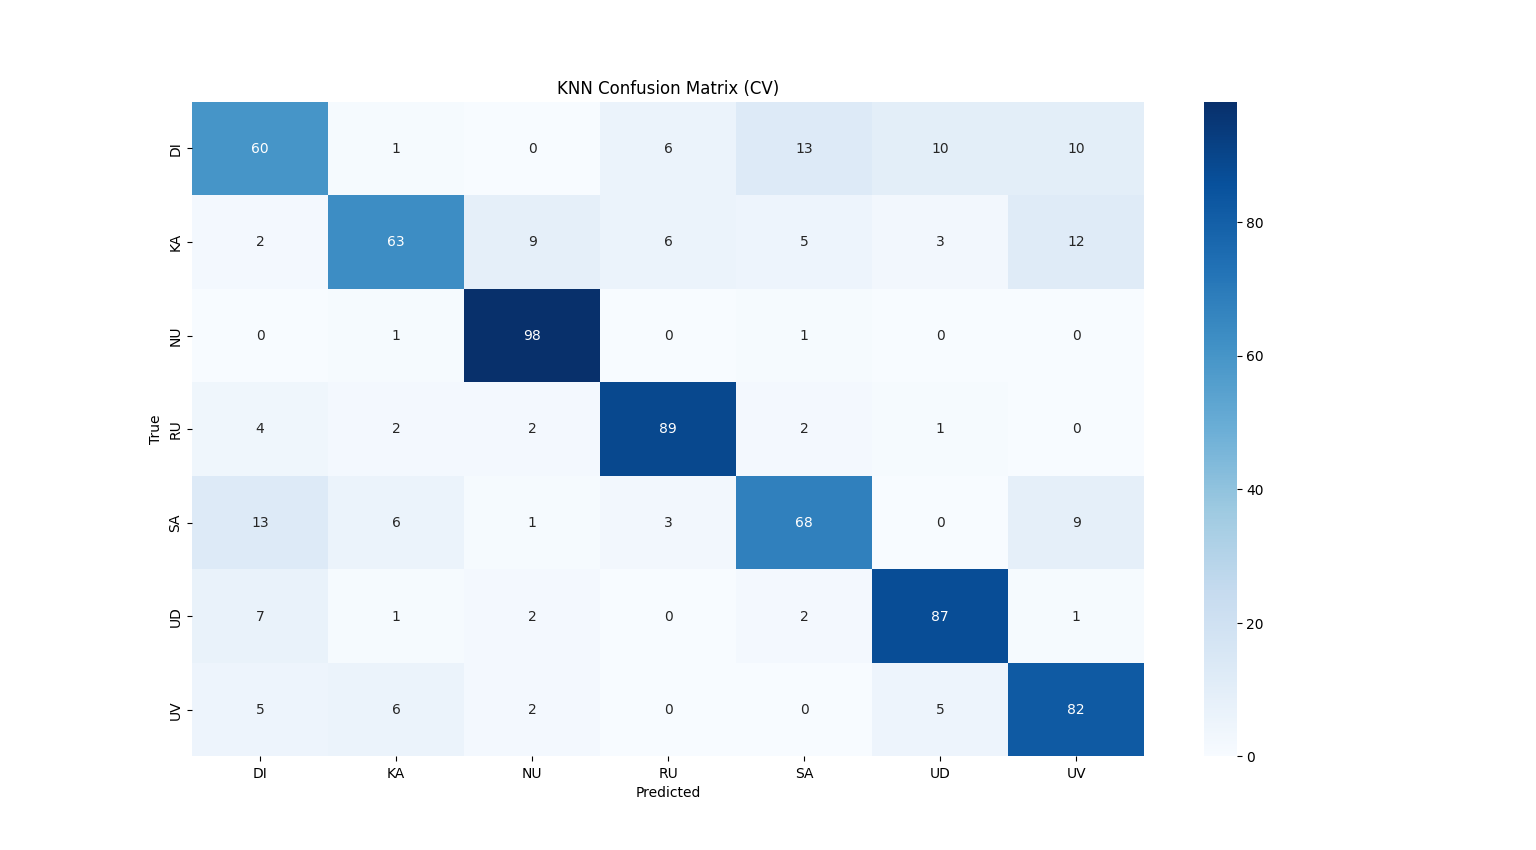 KNN Confusion Matrix (CV)
DI 60 1 0 6 13 10 10
KA 2 63 9 6 5 3 12
NU 0 1 98 0 1 0 0
RU 4 2 2 89 2 1 0
SA 13 6 1 3 68 0 9
UD 7 1 2 0 2 87 1
UV 5 6 2 0 0 5 82
True
DI KA NU RU SA UD UV
Predicted
80
60
40
20
0